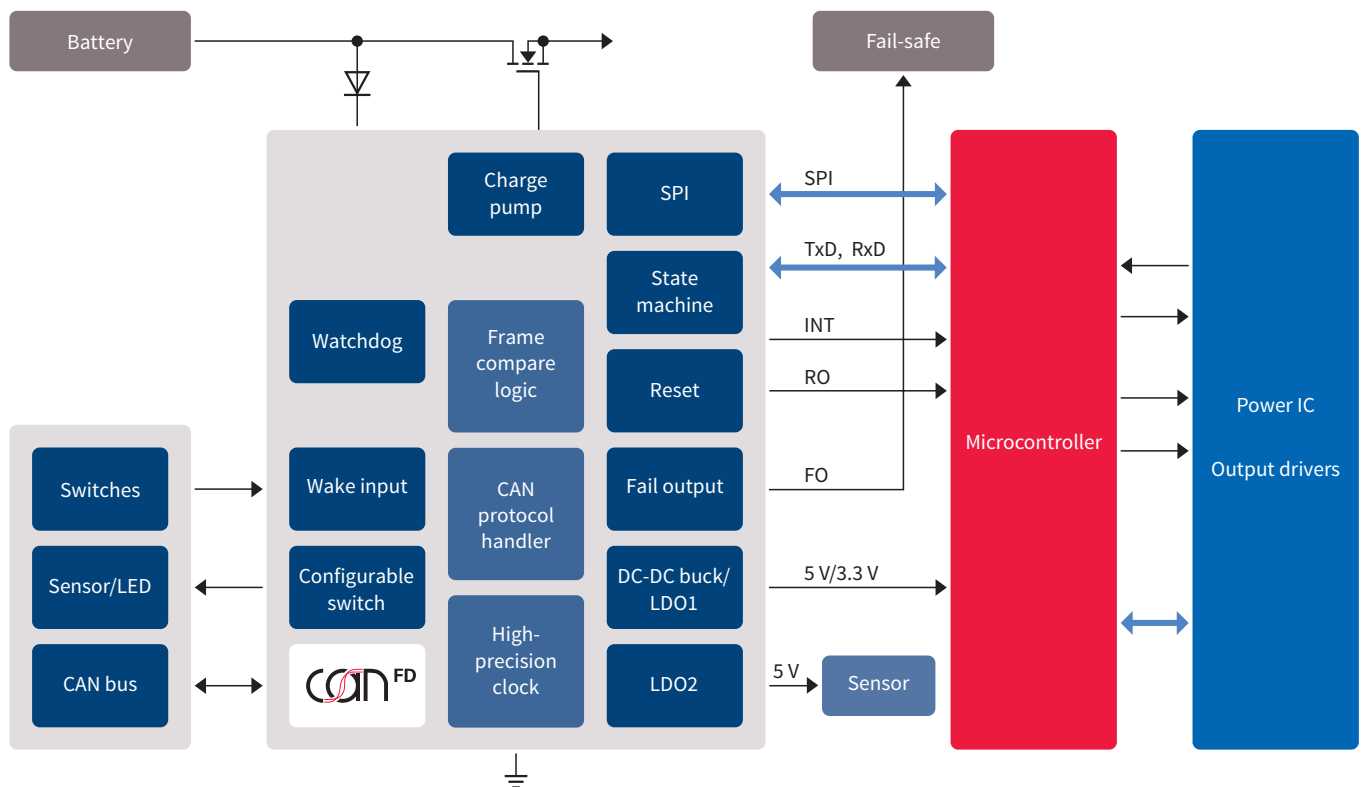 Battery
Fail-safe
Charge
pump
SPI
SPI
State
machine
TxD, RxD
Watchdog
Frame
compare
logic
INT
Reset
RO
Microcontroller
Power IC
Output drivers
Switches
Wake input
CAN
protocol
handler
Fail output
FO
Sensor/LED
Configurable
switch
DC-DC buck/
LDO1
5 V/3.3 V
High-
precision
clock
CAN bus
can FD
LDO2
5 V
Sensor